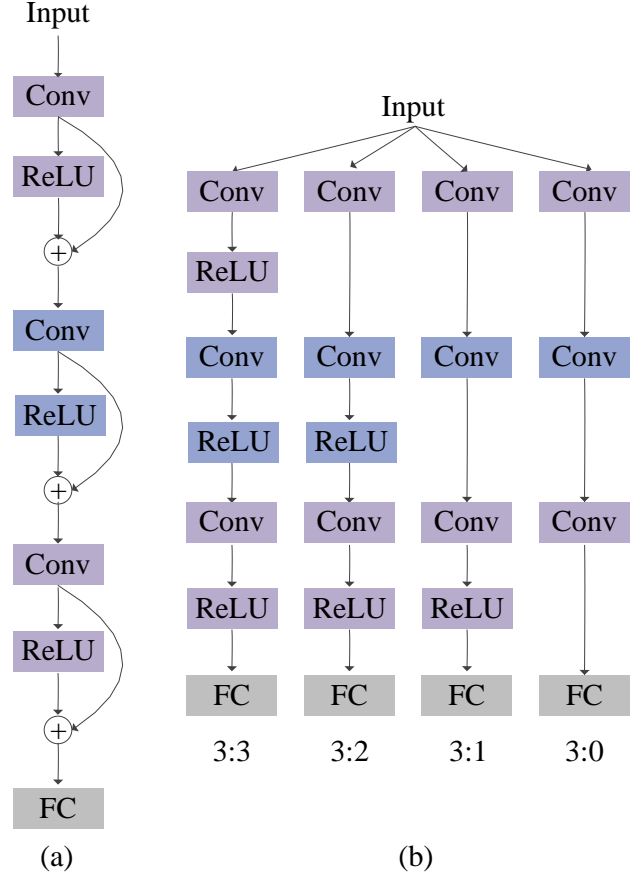 Input
Conv
ReLU
+
Conv
ReLU
+
Conv
ReLU
+
FC
(a)
Input
Conv Conv Conv Conv
ReLU
Conv Conv Conv Conv
ReLU ReLU
Conv Conv Conv Conv
ReLU ReLU ReLU
FC FC FC FC
3:3 3:2 3:1 3:0
(b)